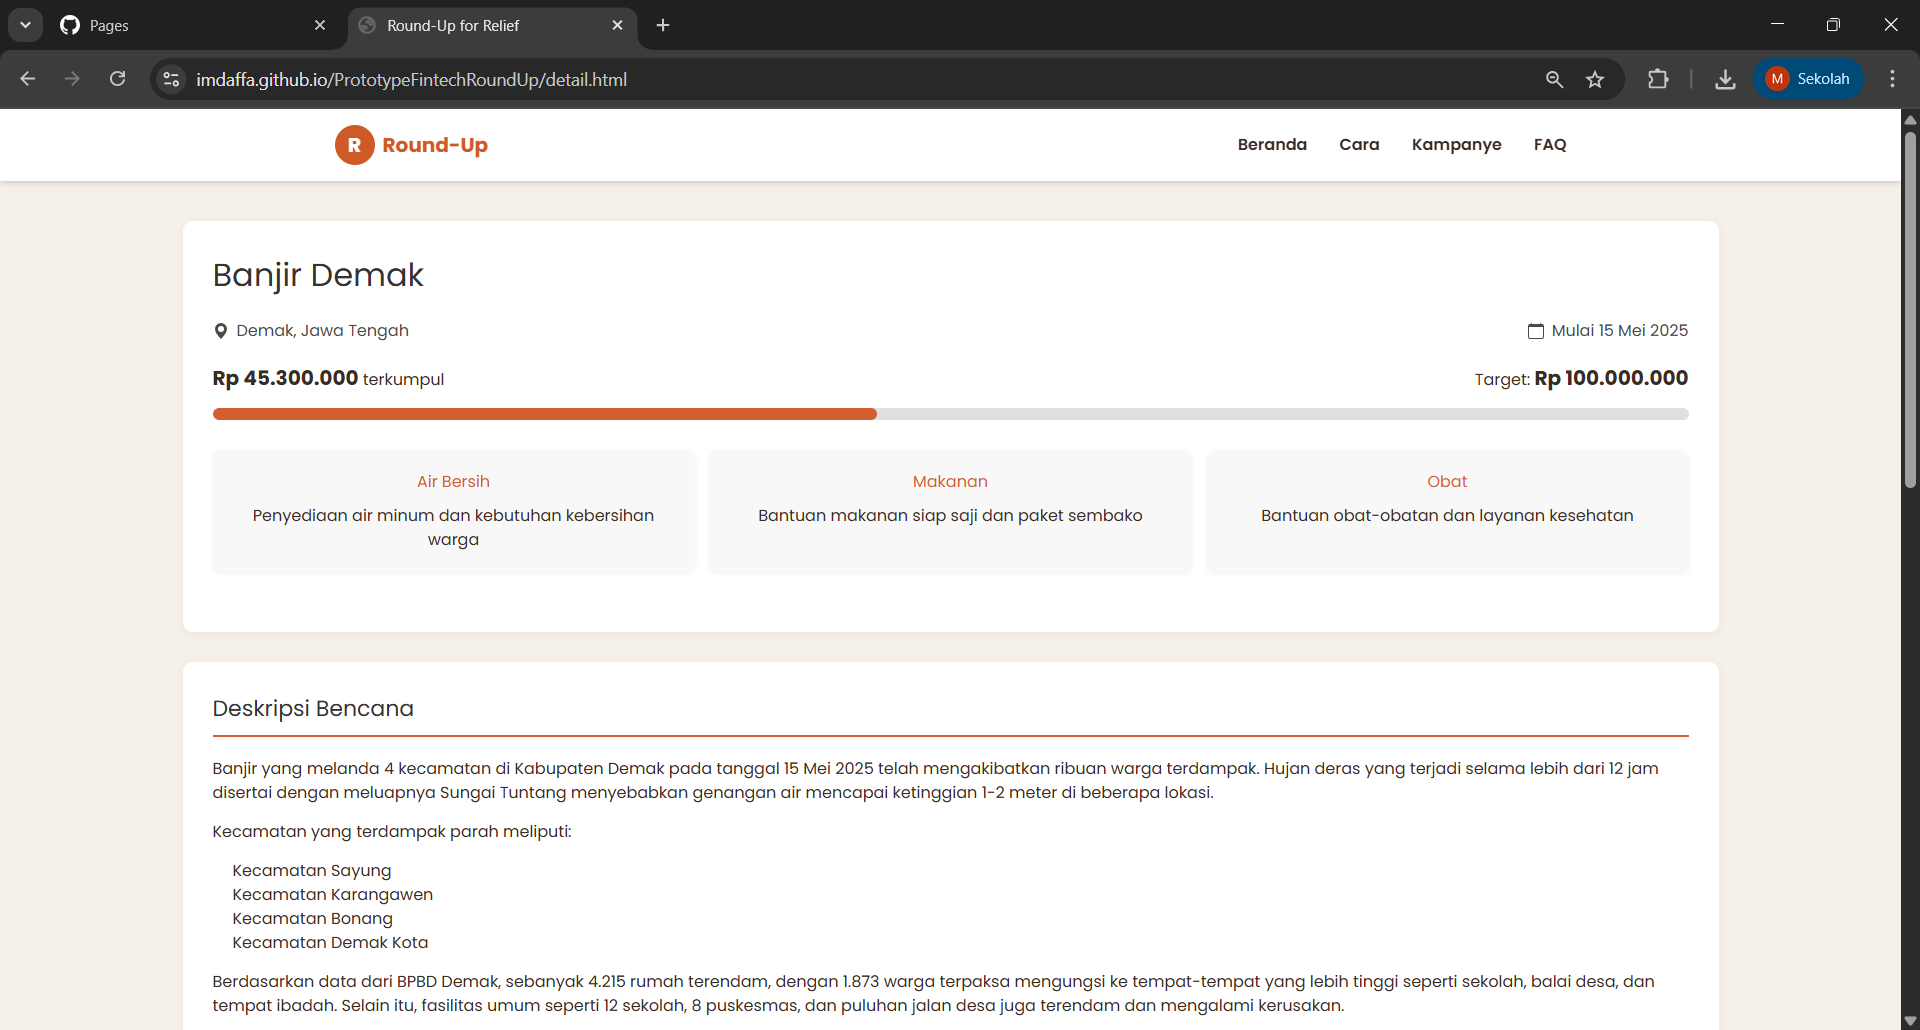 Pages
Round-Up for Relief
imdaffa.github.io/PrototypeFintechRoundUp/detail.html
M Sekolah
R Round-Up
Beranda Cara Kampanye FAQ
Banjir Demak
Demak, Jawa Tengah
Mulai 15 Mei 2025
Rp 45.300.000 terkumpul
Target: Rp 100.000.000
Air Bersih
Penyediaan air minum dan kebutuhan kebersihan
warga
Makanan
Bantuan makanan siap saji dan paket sembako
Obat
Bantuan obat-obatan dan layanan kesehatan
Deskripsi Bencana
Banjir yang melanda 4 kecamatan di Kabupaten Demak pada tanggal 15 Mei 2025 telah mengakibatkan ribuan warga terdampak. Hujan deras yang terjadi selama lebih dari 12 jam
disertai dengan meluapnya Sungai Tuntang menyebabkan genangan air mencapai ketinggian 1-2 meter di beberapa lokasi.
Kecamatan yang terdampak parah meliputi:
Kecamatan Sayung
Kecamatan Karangawen
Kecamatan Bonang
Kecamatan Demak Kota
Berdasarkan data dari BPBD Demak, sebanyak 4.215 rumah terendam, dengan 1.873 warga terpaksa mengungsi ke tempat-tempat yang lebih tinggi seperti sekolah, balai desa, dan
tempat ibadah. Selain itu, fasilitas umum seperti 12 sekolah, 8 puskesmas, dan puluhan jalan desa juga terendam dan mengalami kerusakan.